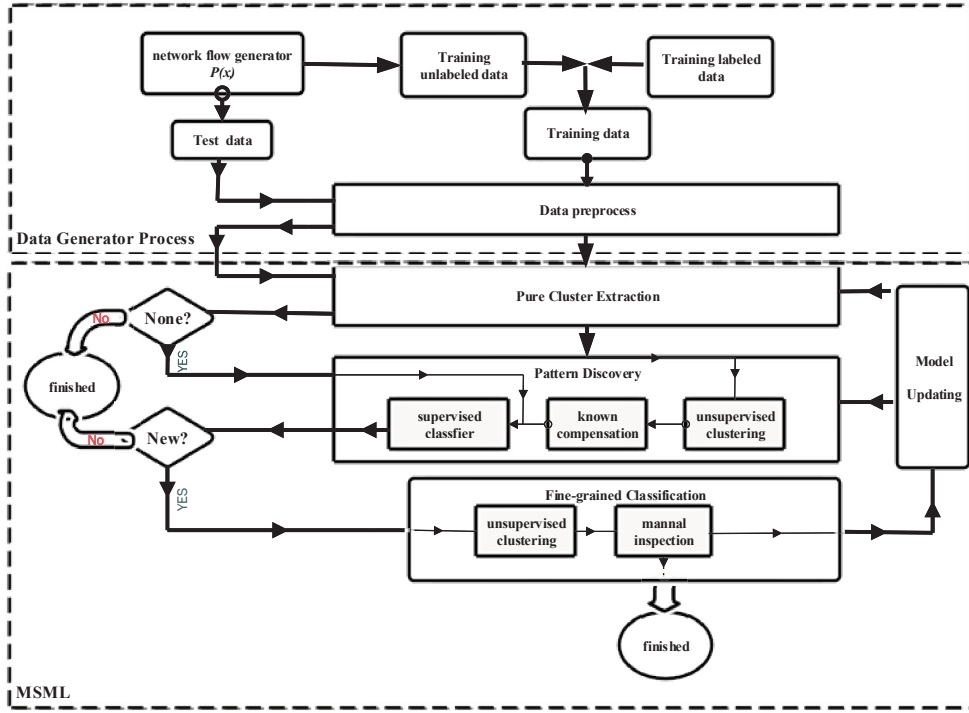 network flow generator
P(x)
Training
unlabeled data
Training labeled
data
Test data
Training data
Data preprocess
Data Generator Process
Pure Cluster Extraction
None?
No
YES
finished
Pattern Discovery
Model
Updating
supervised
classfier
known
compensation
unsupervised
clustering
New?
No
YES
Fine-grained Classification
unsupervised
clustering
mannal
inspection
finished
MSML